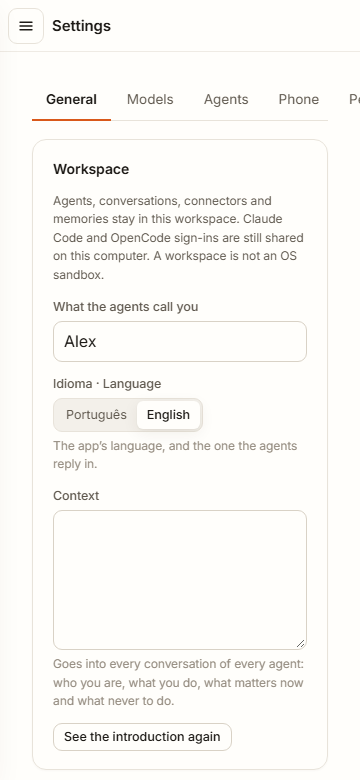 Settings
General Models Agents Phone
Workspace
Agents, conversations, connectors and
memories stay in this workspace. Claude
Code and OpenCode sign-ins are still shared
on this computer. A workspace is not an OS
sandbox.
What the agents call you
Alex
Idioma · Language
Português English
The app's language, and the one the agents
reply in.
Context
Goes into every conversation of every agent:
who you are, what you do, what matters now
and what never to do.
See the introduction again